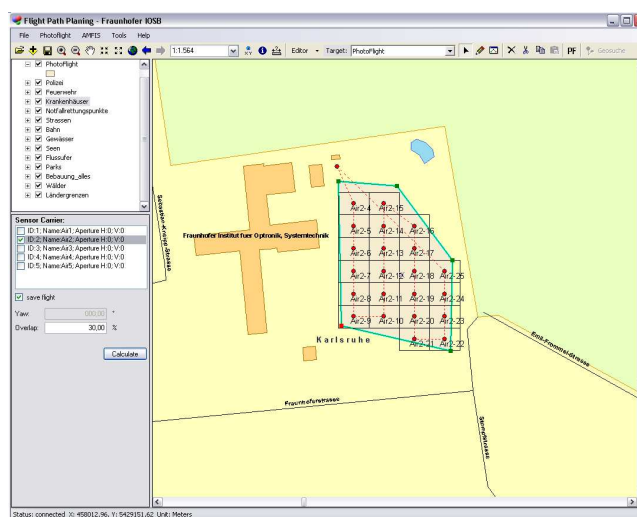 Flight Path Planing - Fraunhofer IOSB
File Photoflight AMFIS Tools Help
1:1.564 Editor Target: PhotoFlight PF Geosuche
PhotoFlight
Polizei
Feuerwehr
Krankenhäuser
Notfallrettungspunkte
Strassen
Bahn
Gewässer
Seen
Flussufer
Parks
Bebauung_alles
Wälder
Ländergrenzen
Sensor Carrier:
ID:1; Name:Air1; Aperture H:0; V:0
ID:2; Name:Air2; Aperture H:0; V:0
ID:3; Name:Air3; Aperture H:0; V:0
ID:4; Name:Air4; Aperture H:0; V:0
ID:5; Name:Air5; Aperture H:0; V:0
save flight
Yaw: 000,00 °
Overlap: 30,00 %
Calculate
Fraunhofer Institut fuer Optronik, Systemtechnik
Air2-4 Air2-15
Air2-5 Air2-14 Air2-16
Air2-6 Air2-13 Air2-17
Air2-7 Air2-12 Air2-18 Air2-25
Air2-8 Air2-11 Air2-19 Air2-24
Air2-9 Air2-10 Air2-20 Air2-23
Air2-21 Air2-22
Karlsruhe
Fraunhoferstrasse
Emil-Frommel-Strasse
Status: connected X: 458012,96, Y: 5429151,62 Unit: Meters